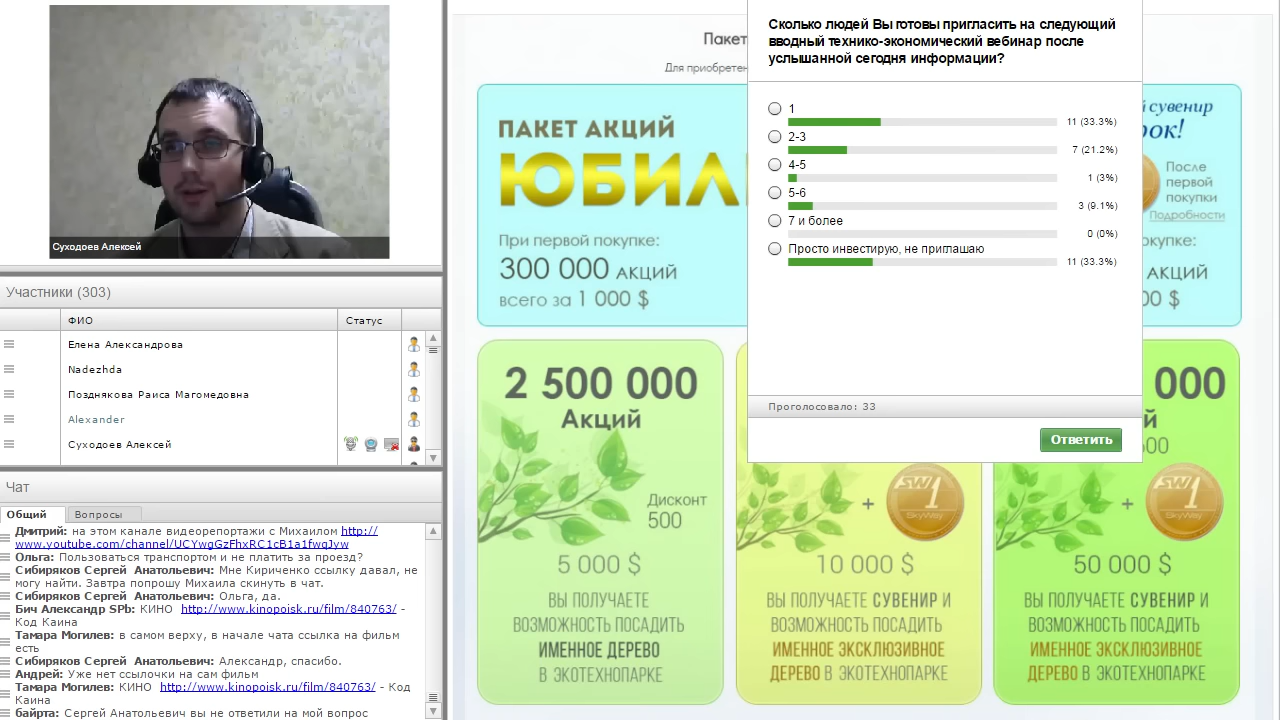 Суходоев Алексей
Участники (303)
ФИО
Статус
Елена Александрова
Nadezhda
Позднякова Раиса Магомедовна
Alexander
Суходоев Алексей
Чат
Общий
Вопросы
Дмитрий: на этом канале видеорепортажи с Михаилом http://
www.youtube.com/channel/UCYwgGzFhxRC1cB1a1fwqJyw
Ольга: Пользоваться транспортом и не платить за проезд?
Сибиряков Сергей Анатольевич: Мне Кириченко ссылку давал, не
могу найти. Завтра попрошу Михаила скинуть в чат.
Сибиряков Сергей Анатольевич: Ольга, да.
Бич Александр SPb: КИНО http://www.kinopoisk.ru/film/840763/ -
Код Каина
Тамара Могилев: в самом верху, в начале чата ссылка на фильм
есть
Сибиряков Сергей Анатольевич: Александр, спасибо.
Андрей: Уже нет ссылочки на сам фильм
Тамара Могилев: КИНО http://www.kinopoisk.ru/film/840763/ - Код
Каина
байрта: Сергей Анатольевич вы не ответили на мой вопрос
Пакет
Для приобретен
ПАКЕТ АКЦИЙ
ЮБИЛ
При первой покупке:
300 000 АКЦИЙ
всего за 1 000 $
Сколько людей Вы готовы пригласить на следующий
вводный технико-экономический вебинар после
услышанной сегодня информации?
1
11 (33.3%)
2-3
7 (21.2%)
4-5
1 (3%)
5-6
3 (9.1%)
7 и более
0 (0%)
Просто инвестирую, не приглашаю
11 (33.3%)
Проголосовало: 33
Ответить
й сувенир
рок!
После
первой
покупки
Подробности
купке:
АКЦИЙ
00 $
2 500 000
Акций
Дисконт
500
5 000 $
ВЫ ПОЛУЧАЕТЕ
ВОЗМОЖНОСТЬ ПОСАДИТЬ
ИМЕННОЕ ДЕРЕВО
В ЭКОТЕХНОПАРКЕ
+ SW 1
SkyWay
10 000 $
ВЫ ПОЛУЧАЕТЕ СУВЕНИР И
ВОЗМОЖНОСТЬ ПОСАДИТЬ
ИМЕННОЕ ЭКСКЛЮЗИВНОЕ
ДЕРЕВО В ЭКОТЕХНОПАРКЕ
000
й
500
+ SW 1
SkyWay
50 000 $
ВЫ ПОЛУЧАЕТЕ СУВЕНИР И
ВОЗМОЖНОСТЬ ПОСАДИТЬ
ИМЕННОЕ ЭКСКЛЮЗИВНОЕ
ДЕРЕВО В ЭКОТЕХНОПАРКЕ